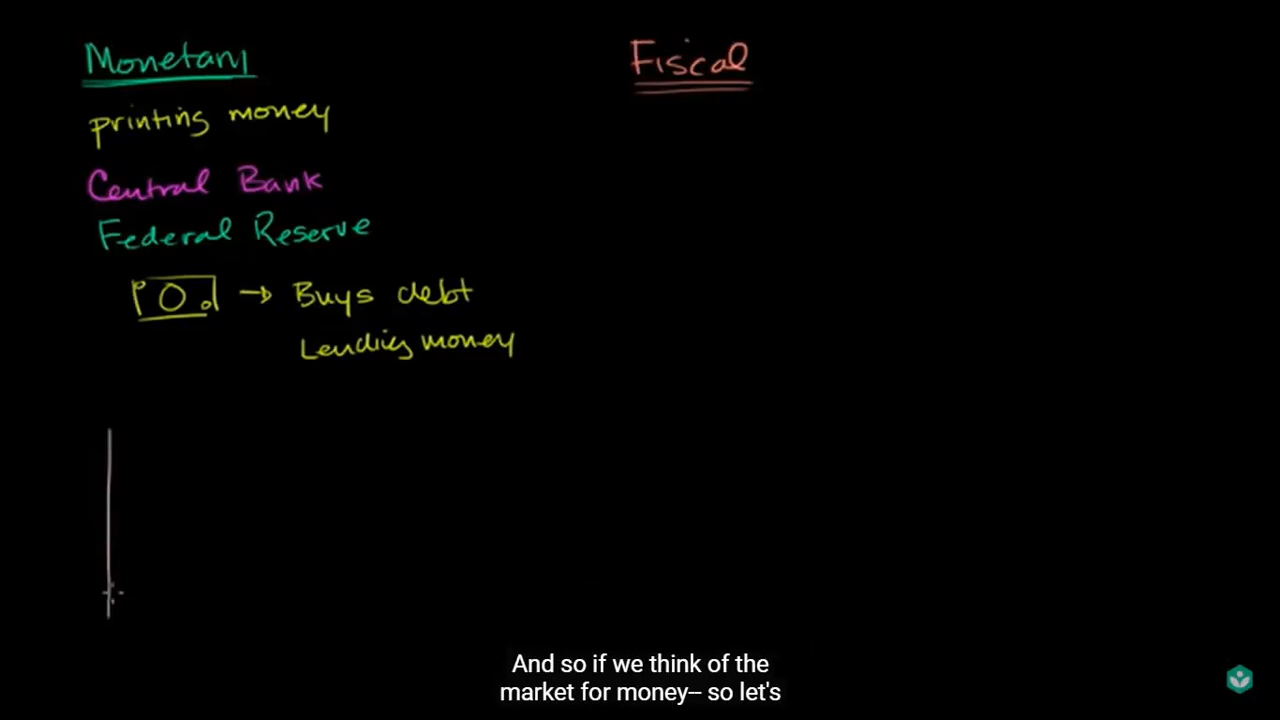 Monetary
Fiscal
printing money
Central Bank
Federal Reserve
→ Buys debt
Lending money
And so if we think of the
market for money-- so let's